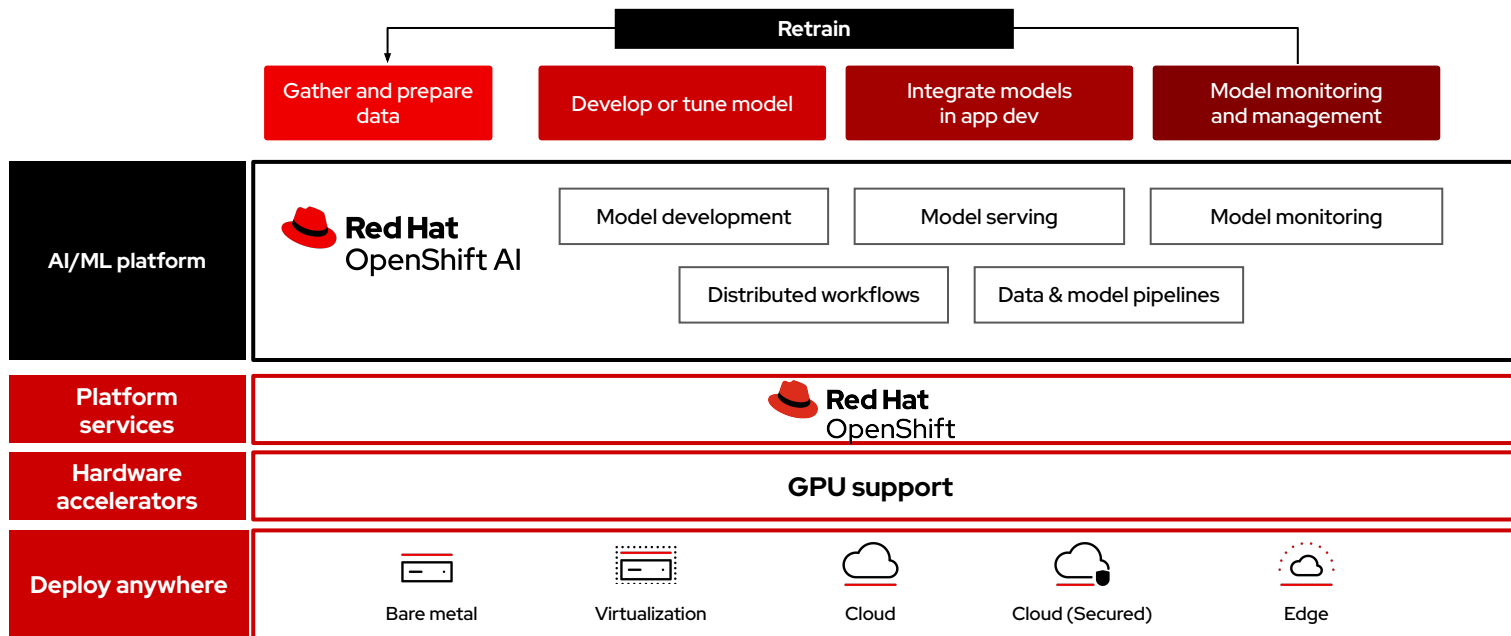 Retrain
Gather and prepare
data
Develop or tune model
Integrate models
in app dev
Model monitoring
and management
AI/ML platform
Red Hat
OpenShift AI
Model development
Model serving
Model monitoring
Distributed workflows
Data & model pipelines
Platform
services
Red Hat
OpenShift
Hardware
accelerators
GPU support
Deploy anywhere
Bare metal
Virtualization
Cloud
Cloud (Secured)
Edge